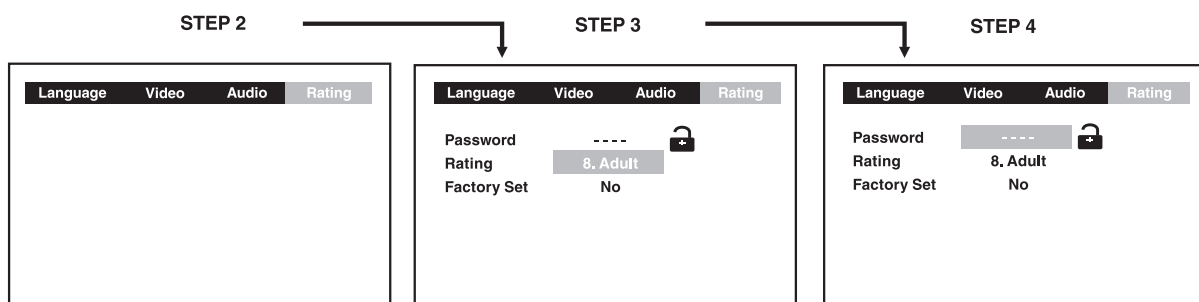 STEP 2
STEP 3
STEP 4
Language Video Audio Rating
Language Video Audio Rating
Password ----
Rating 8. Adult
Factory Set No
Language Video Audio Rating
Password ----
Rating 8. Adult
Factory Set No